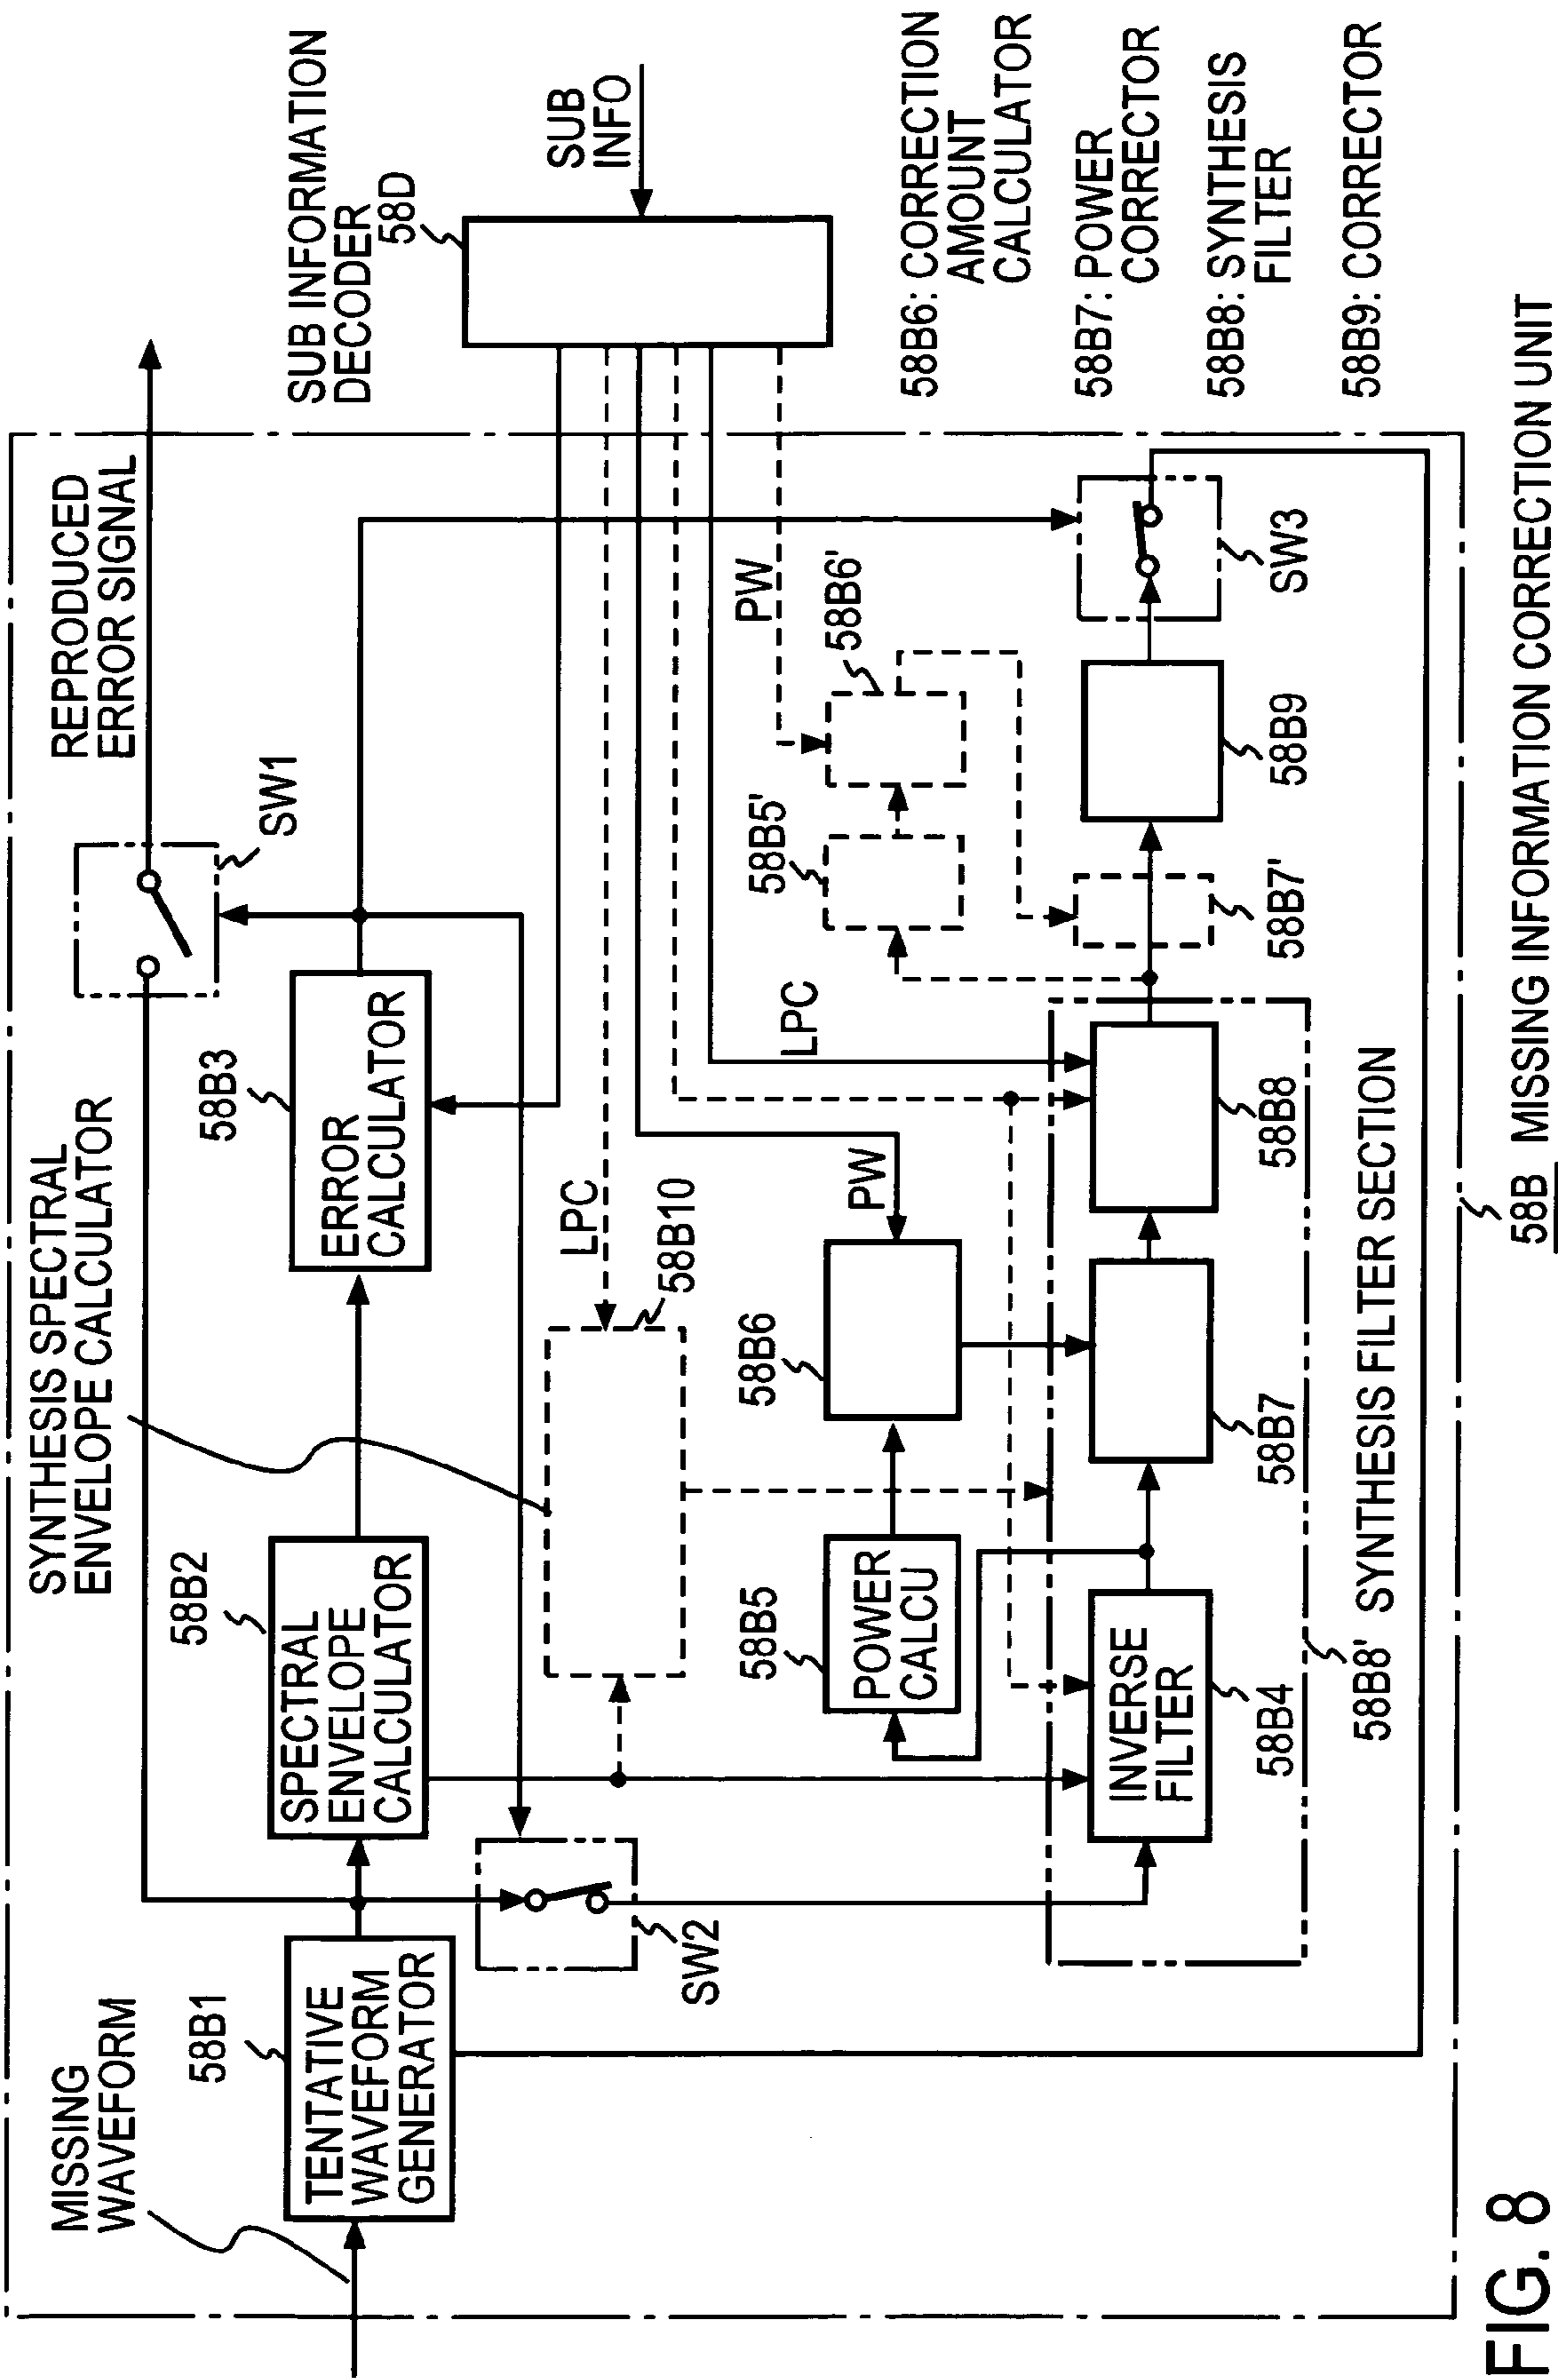 MISSING
WAVEFORM
58B1
TENTATIVE
WAVEFORM
GENERATOR
SYNTHESIS SPECTRAL
ENVELOPE CALCULATOR
58B2
SPECTRAL
ENVELOPE
CALCULATOR
58B3
ERROR
CALCULATOR
SW1
REPRODUCED
ERROR SIGNAL
SUB INFORMATION
DECODER
58D
SUB
INFO
SW2
LPC
58B10
58B5
POWER
CALCU
58B6
PW
LPC
58B5'
58B6'
PW
INVERSE
FILTER
58B4
58B7
58B8
58B7'
58B9
SW3
58B8' SYNTHESIS FILTER SECTION
58B6: CORRECTION
AMOUNT
CALCULATOR
58B7: POWER
CORRECTOR
58B8: SYNTHESIS
FILTER
58B9: CORRECTOR
58B MISSING INFORMATION CORRECTION UNIT
FIG. 8